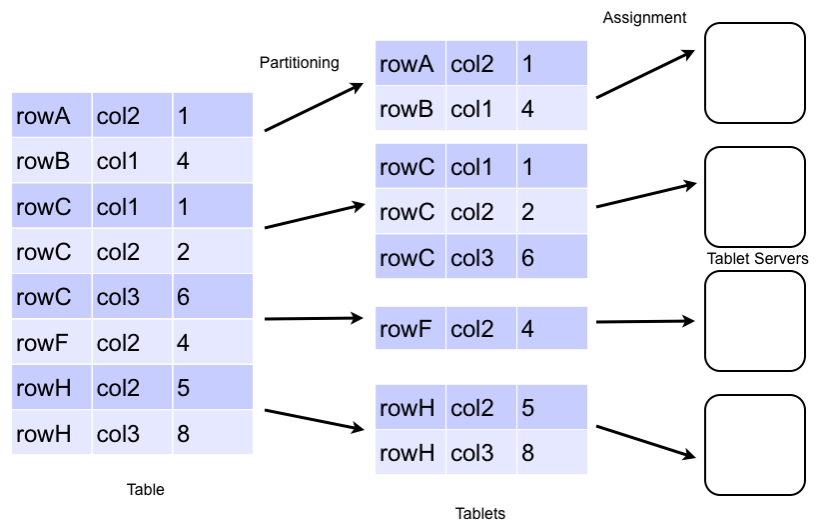 Assignment
Partitioning
rowA col2 1
rowB col1 4
rowC col1 1
rowC col2 2
rowC col3 6
rowF col2 4
rowH col2 5
rowH col3 8
Table
rowA col2 1
rowB col1 4
rowC col1 1
rowC col2 2
rowC col3 6
rowF col2 4
rowH col2 5
rowH col3 8
Tablets
Tablet Servers